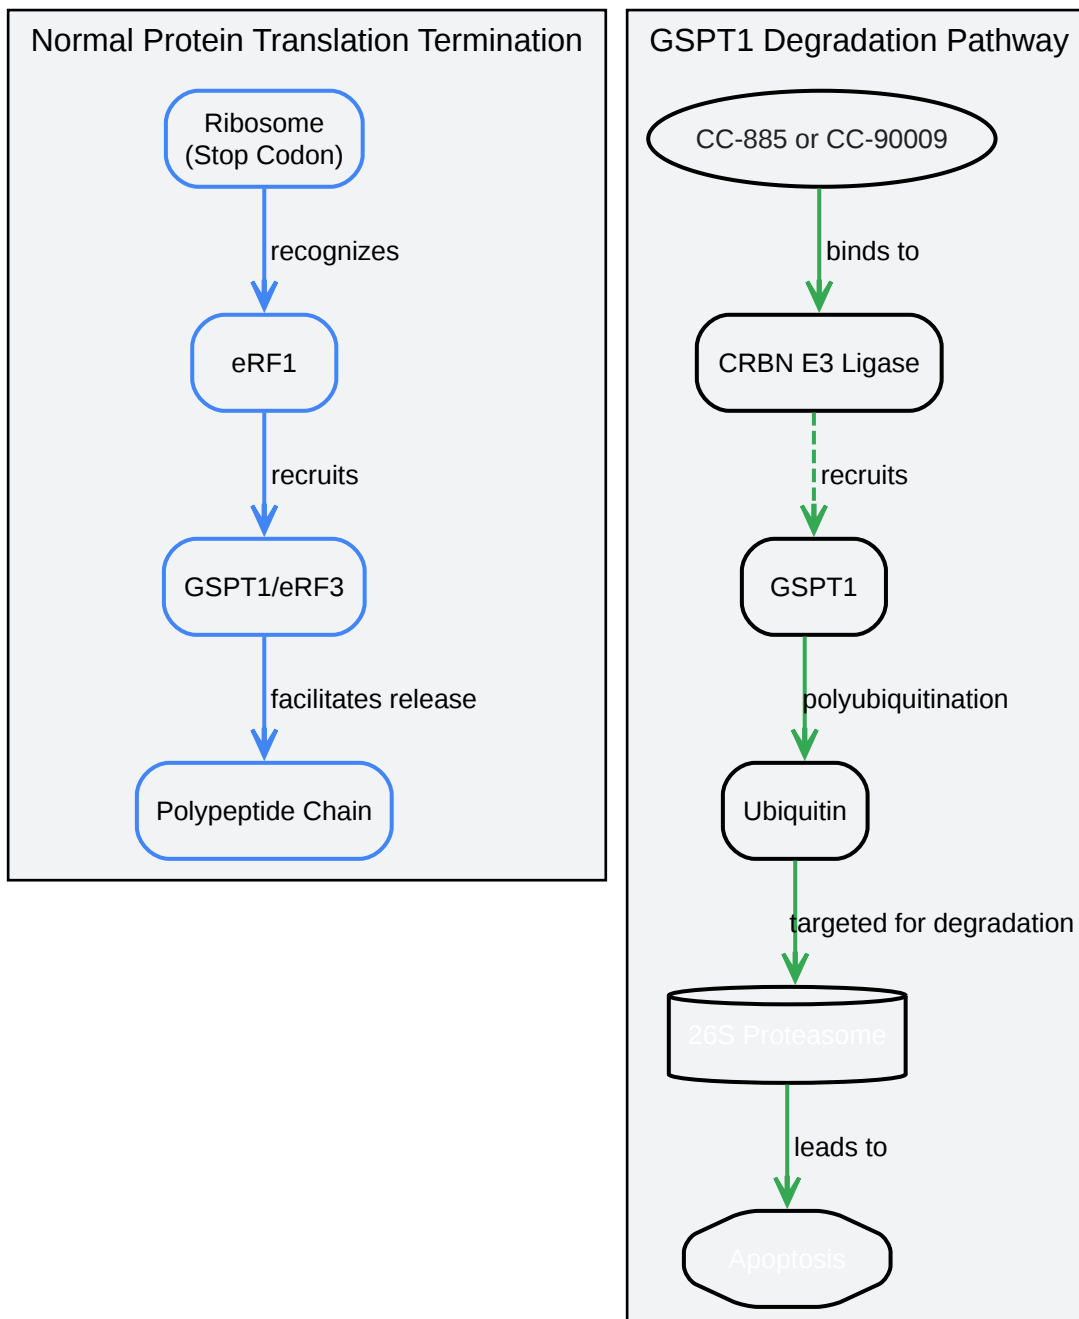 Normal Protein Translation Termination
Ribosome
(Stop Codon)
recognizes
eRF1
recruits
GSPT1/eRF3
facilitates release
Polypeptide Chain
GSPT1 Degradation Pathway
CC-885 or CC-90009
binds to
CRBN E3 Ligase
recruits
GSPT1
polyubiquitination
Ubiquitin
targeted for degradation
26S Proteasome
leads to
Apoptosis